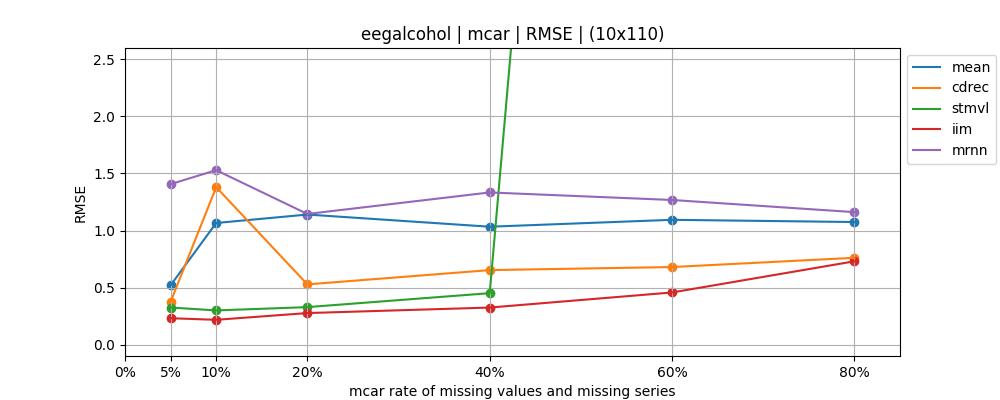 eegalcohol | mcar | RMSE | (10x110)
2.5
2.0
1.5
1.0
0.5
0.0
RMSE
0% 5% 10% 20% 40% 60% 80%
mcar rate of missing values and missing series
mean
cdrec
stmvl
iim
mrnn